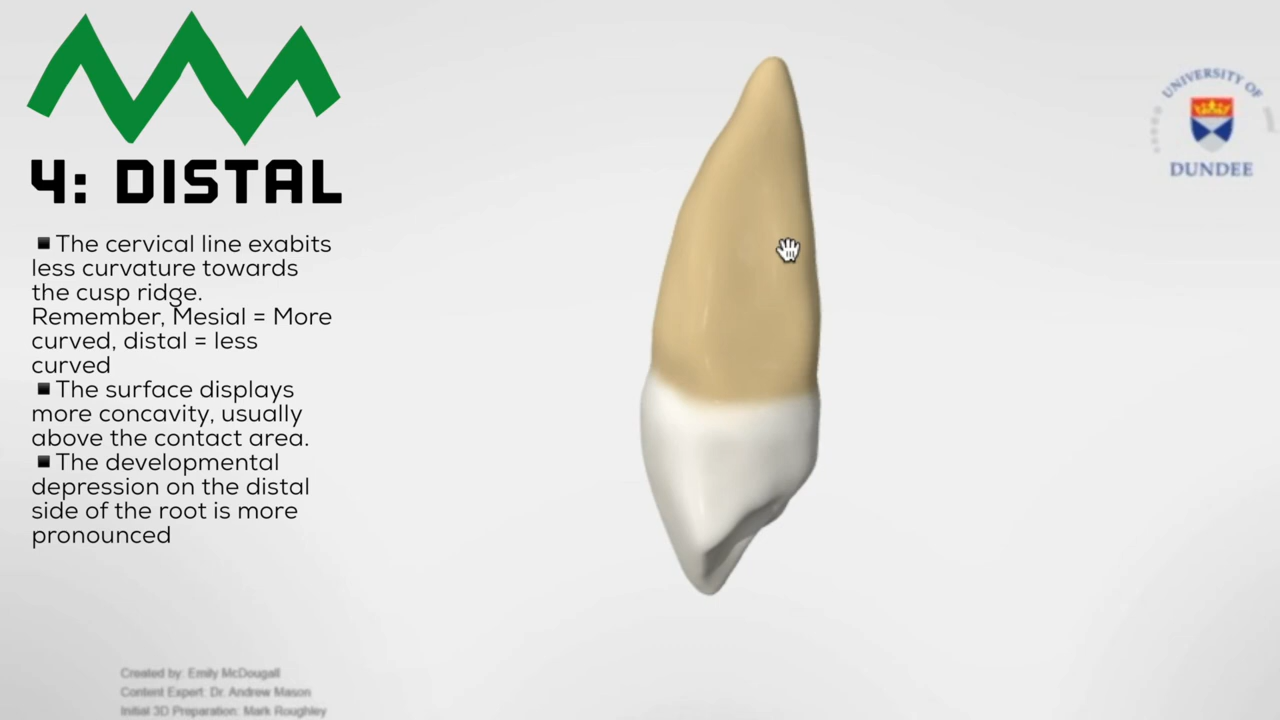 4: DISTAL
▪The cervical line exabits
less curvature towards
the cusp ridge.
Remember, Mesial = More
curved, distal = less
curved
▪The surface displays
more concavity, usually
above the contact area.
▪The developmental
depression on the distal
side of the root is more
pronounced
UNIVERSITY OF
DUNDEE
Created by: Emily McDougall
Content Expert: Dr. Andrew Mason
Initial 3D Preparation: Mark Roughley